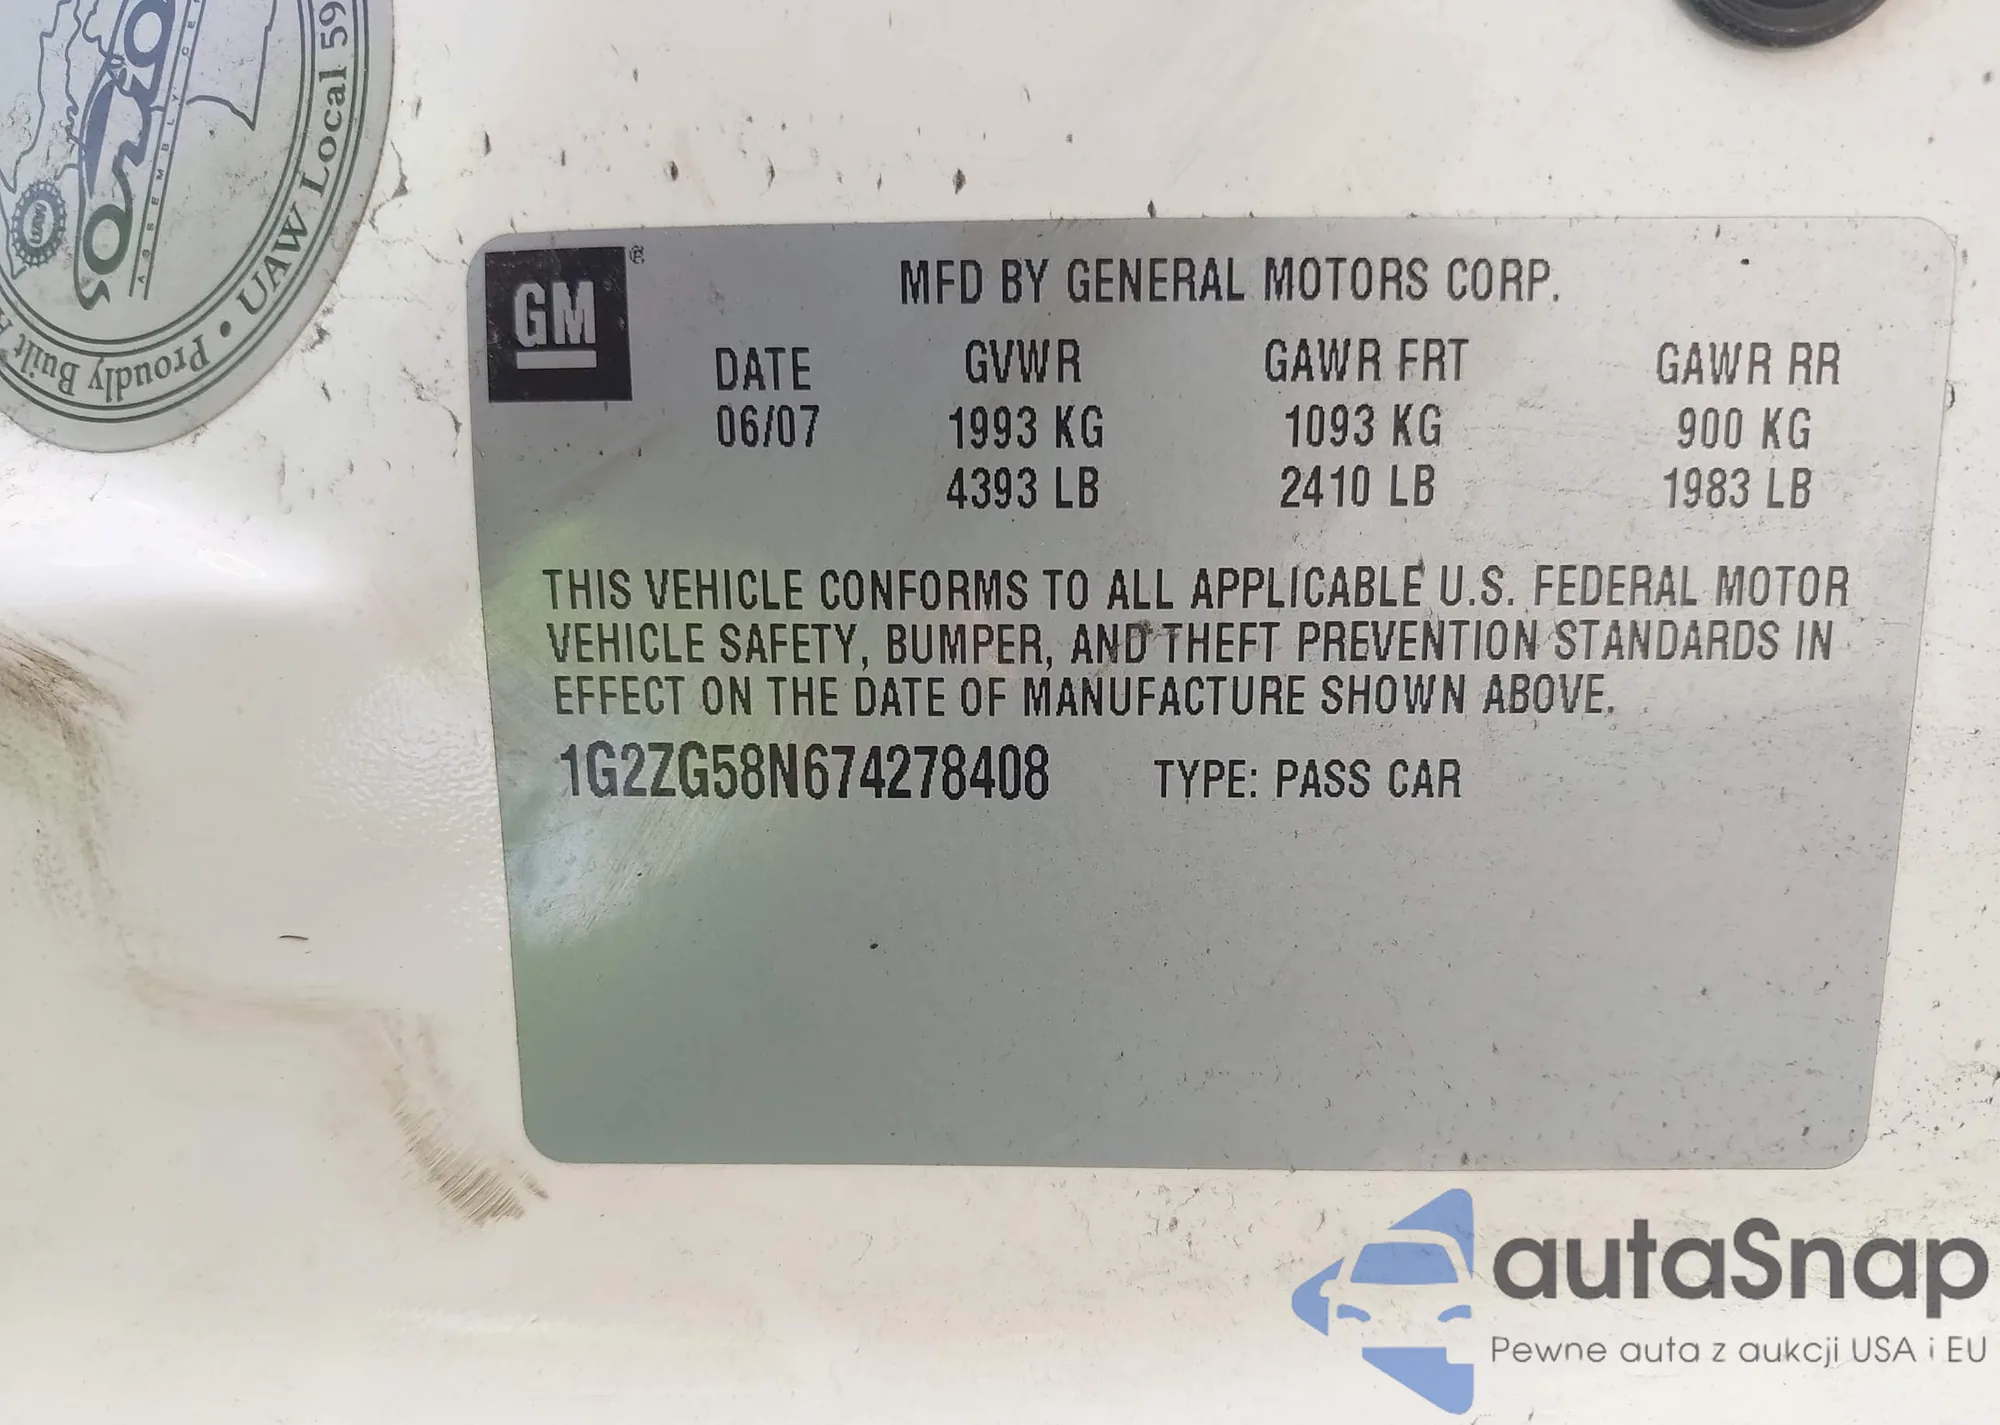 ASSEMBLY CE
UAW
Proudly Built
• UAW Local 59
GM ®
MFD BY GENERAL MOTORS CORP.
DATE GVWR GAWR FRT GAWR RR
06/07 1993 KG 1093 KG 900 KG
4393 LB 2410 LB 1983 LB
THIS VEHICLE CONFORMS TO ALL APPLICABLE U.S. FEDERAL MOTOR
VEHICLE SAFETY, BUMPER, AND THEFT PREVENTION STANDARDS IN
EFFECT ON THE DATE OF MANUFACTURE SHOWN ABOVE.
1G2ZG58N674278408 TYPE: PASS CAR
autaSnap
Pewne auta z aukcji USA i EU